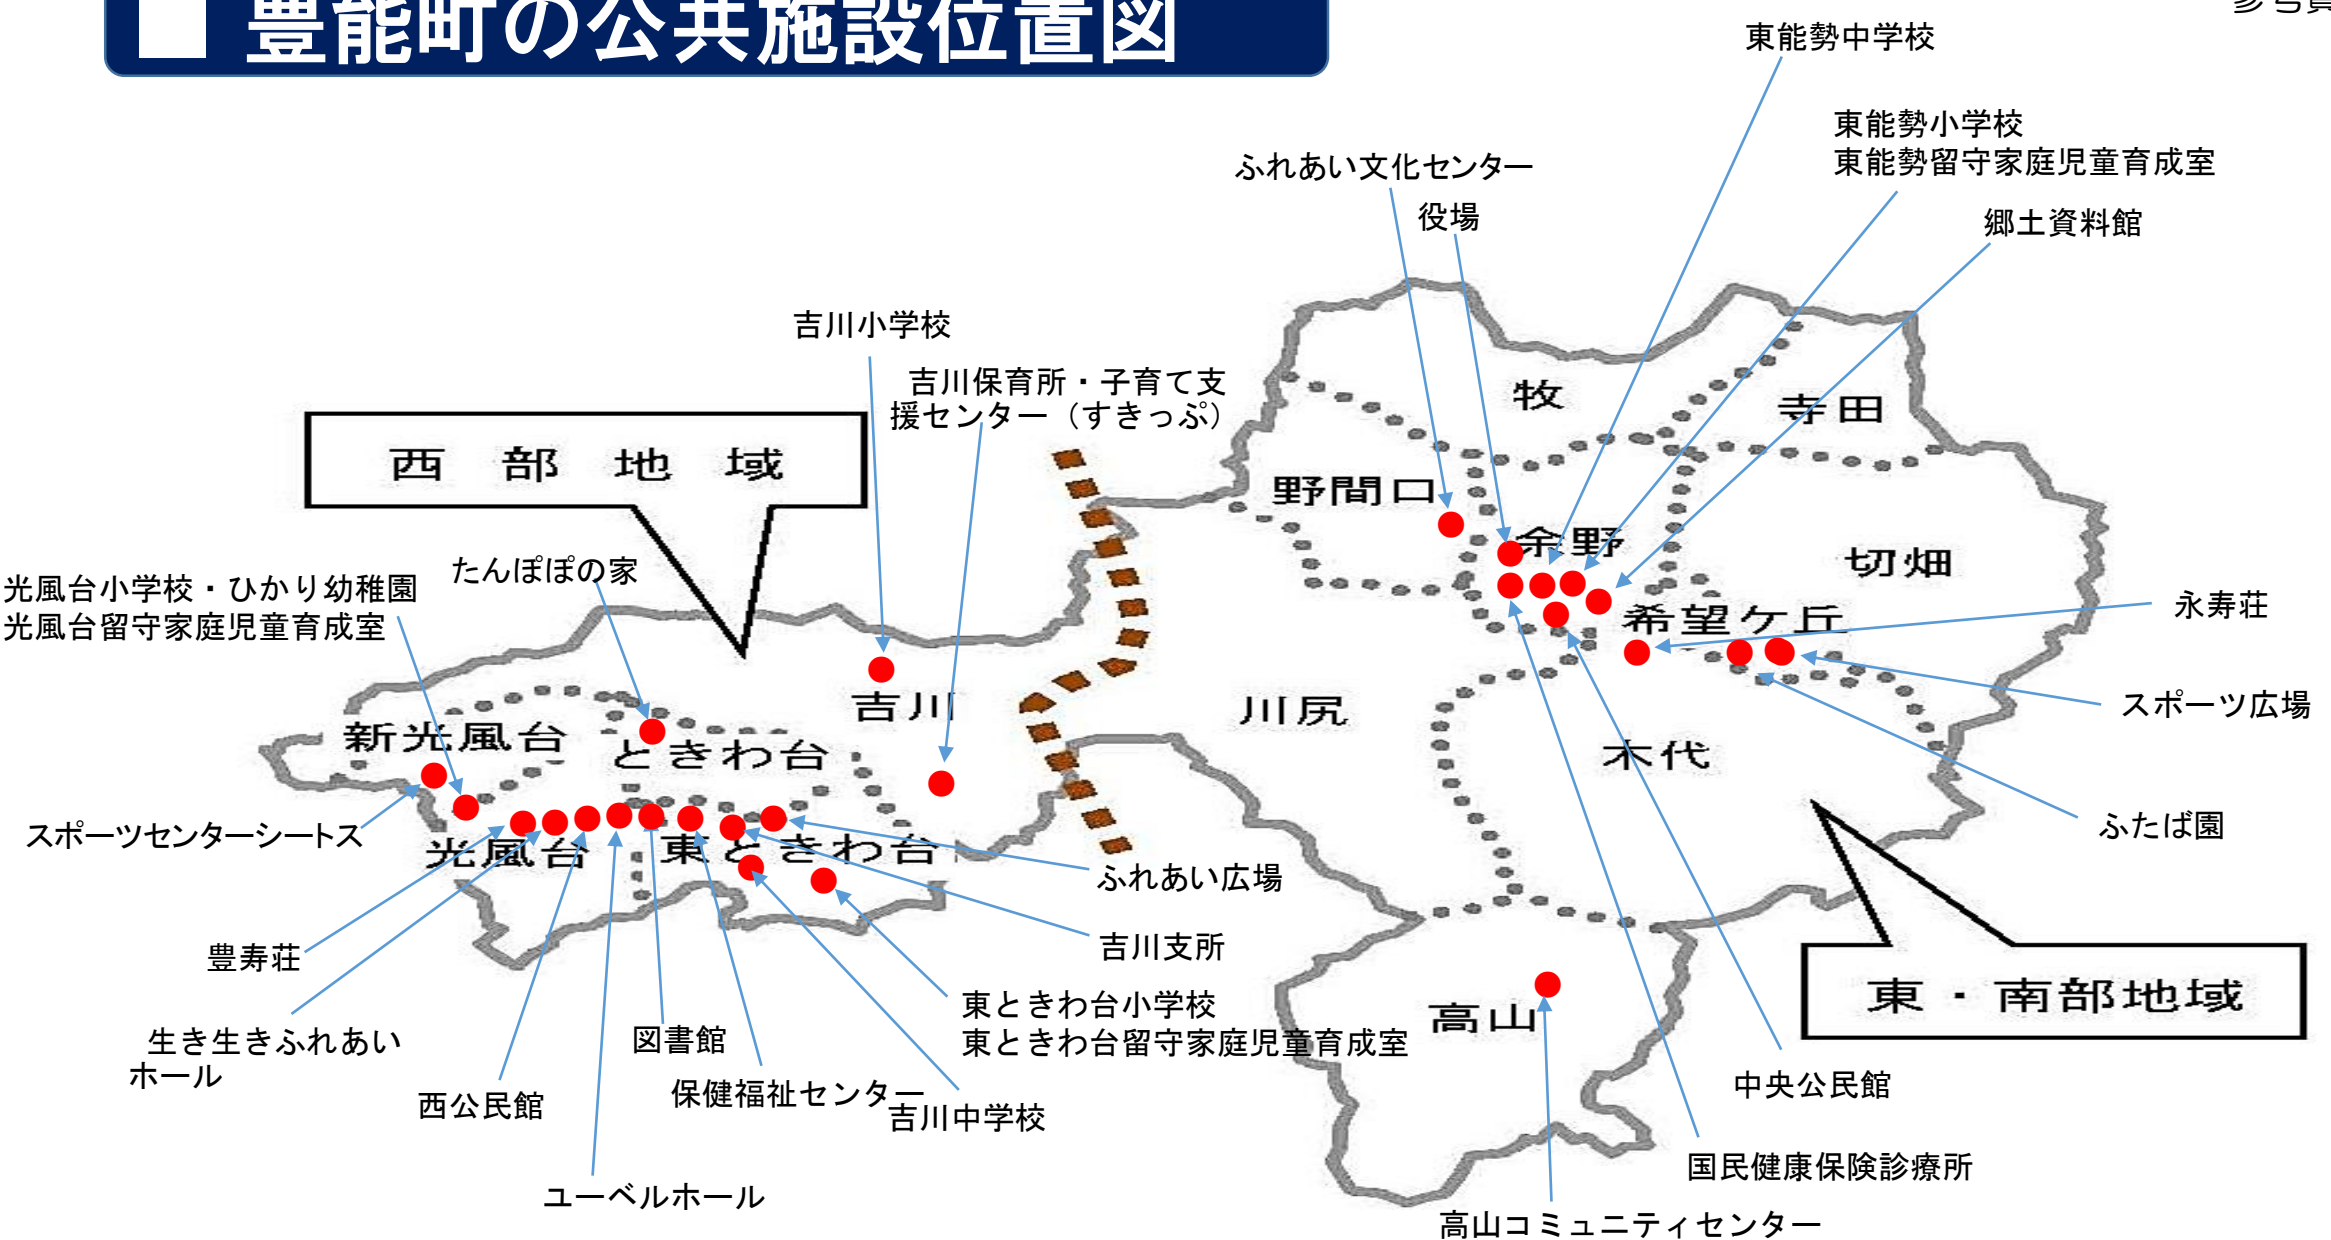 ■ 豊能町の公共施設位置図
東能勢中学校
東能勢小学校
東能勢留守家庭児童育成室
ふれあい文化センター
役場
郷土資料館
吉川小学校
吉川保育所・子育て支
援センター（すきっぷ）
牧
寺田
西部地域
野間口
余野
切畑
たんぽぽの家
光風台小学校・ひかり幼稚園
光風台留守家庭児童育成室
希望ケ丘
永寿荘
吉川
川尻
スポーツ広場
新光風台
ときわ台
木代
スポーツセンターシートス
光風台
東ときわ台
ふたば園
ふれあい広場
豊寿荘
吉川支所
東・南部地域
東ときわ台小学校
東ときわ台留守家庭児童育成室
高山
生き生きふれあい
ホール
図書館
西公民館
保健福祉センター
吉川中学校
中央公民館
国民健康保険診療所
ユーベルホール
高山コミュニティセンター